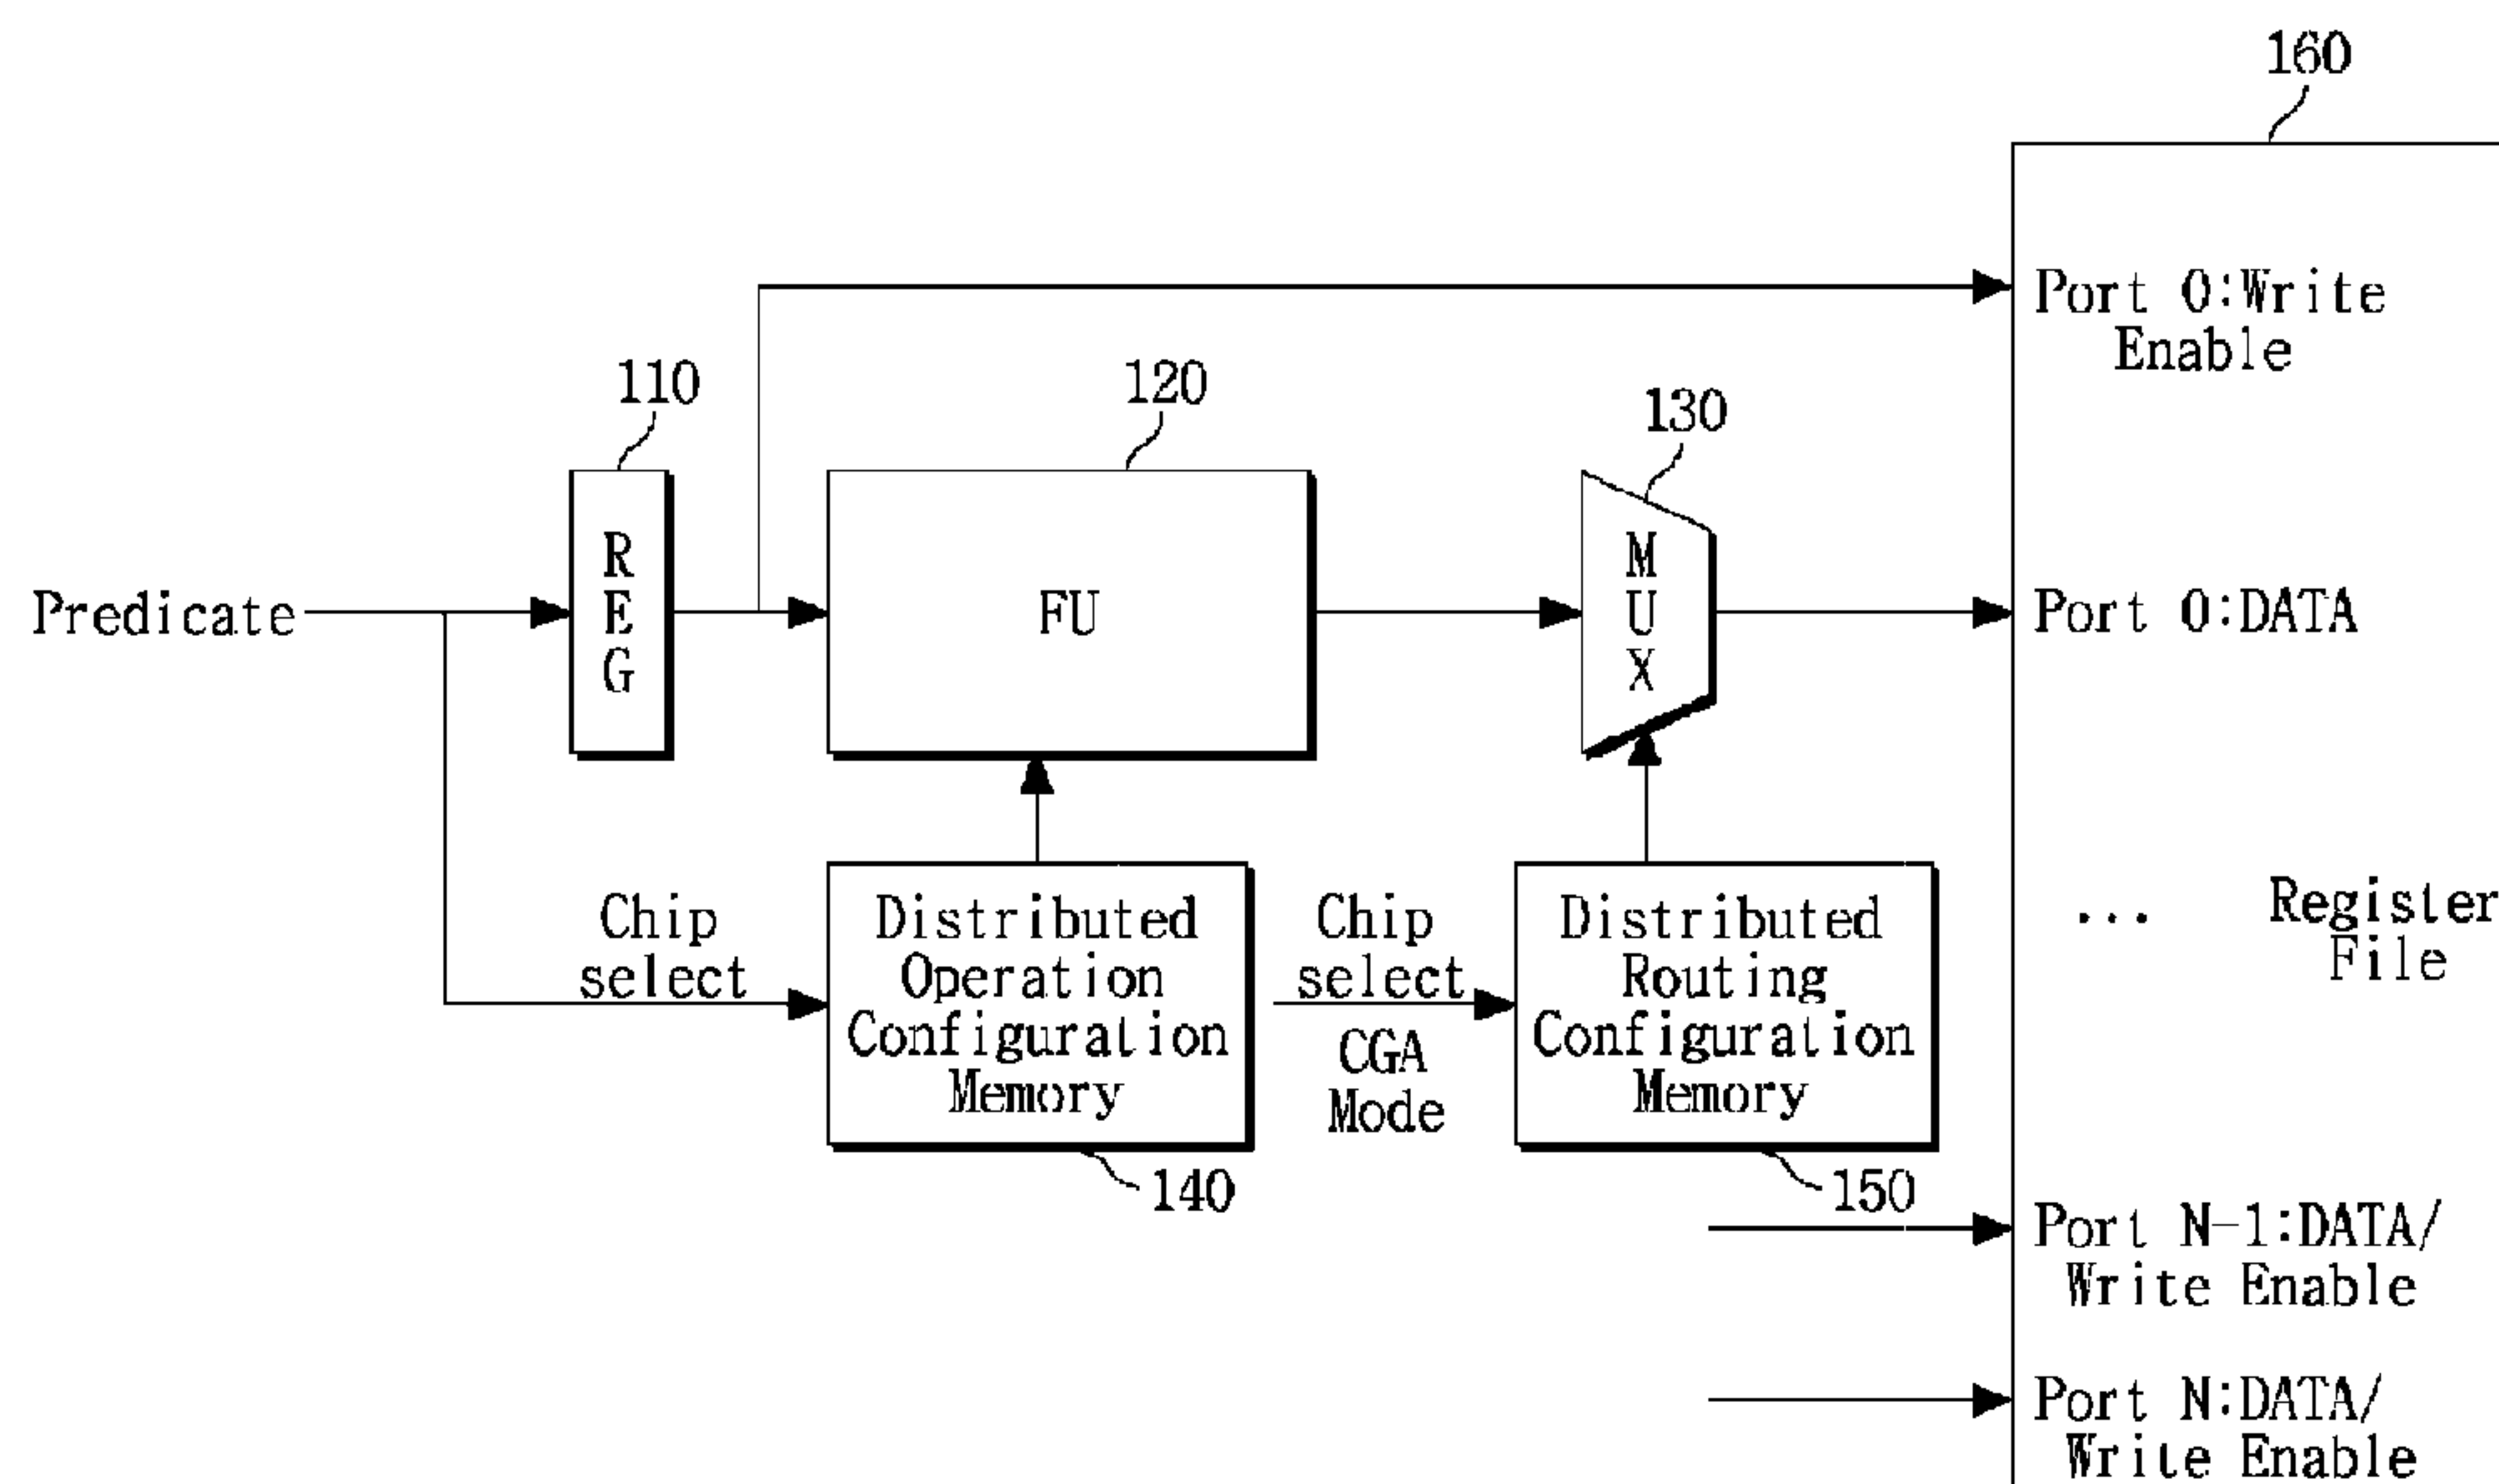 160
Port 0:Write
Enable
110
120
130
R
E
G
FU
M
U
X
Predicate
Port 0:DATA
Chip
select
Distributed
Operation
Configuration
Memory
Chip
select
CGA
Mode
Distributed
Routing
Configuration
Memory
...
Register
File
140
150
Port N-1:DATA/
Write Enable
Port N:DATA/
Write Enable